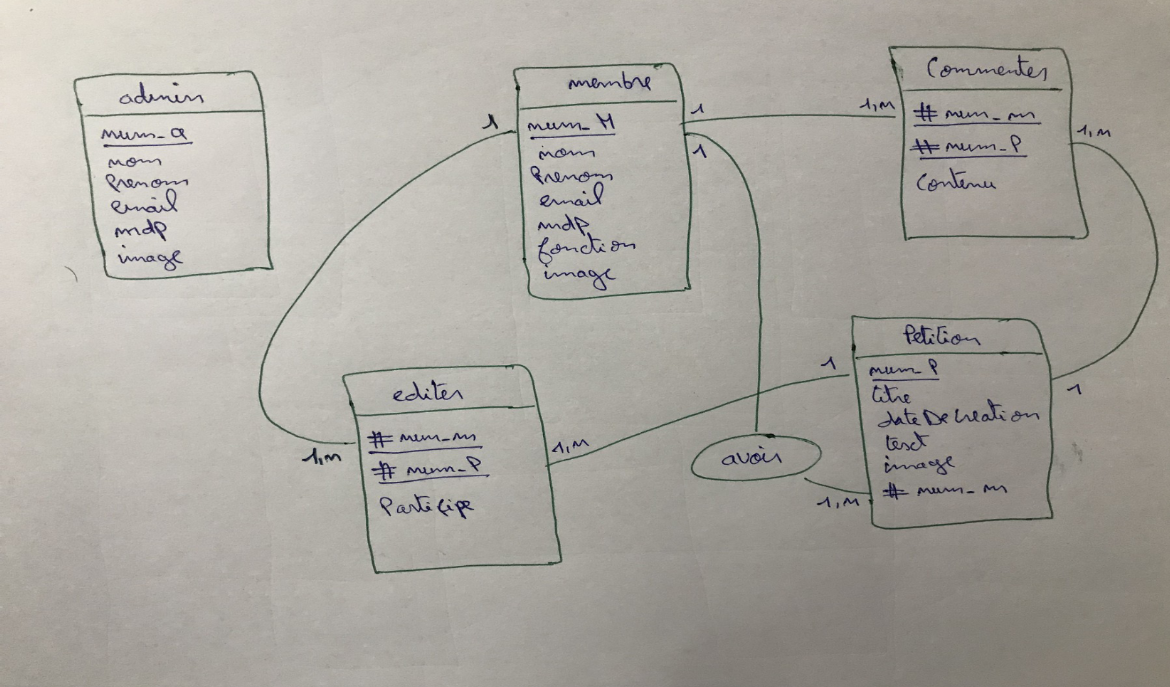 admin
num_a
nom
Prenom
email
mdp
image
1
membre
num_M
nom
Prenom
email
mdp
fonction
image
1
1
1,M
Commenter
# num_m
# num_P
Contenu
1,M
editer
# num_m
# num_P
Participe
1,M
1,M
avoir
1
1,M
Petition
num_P
titre
dateDeCreation
text
image
# num_m
1